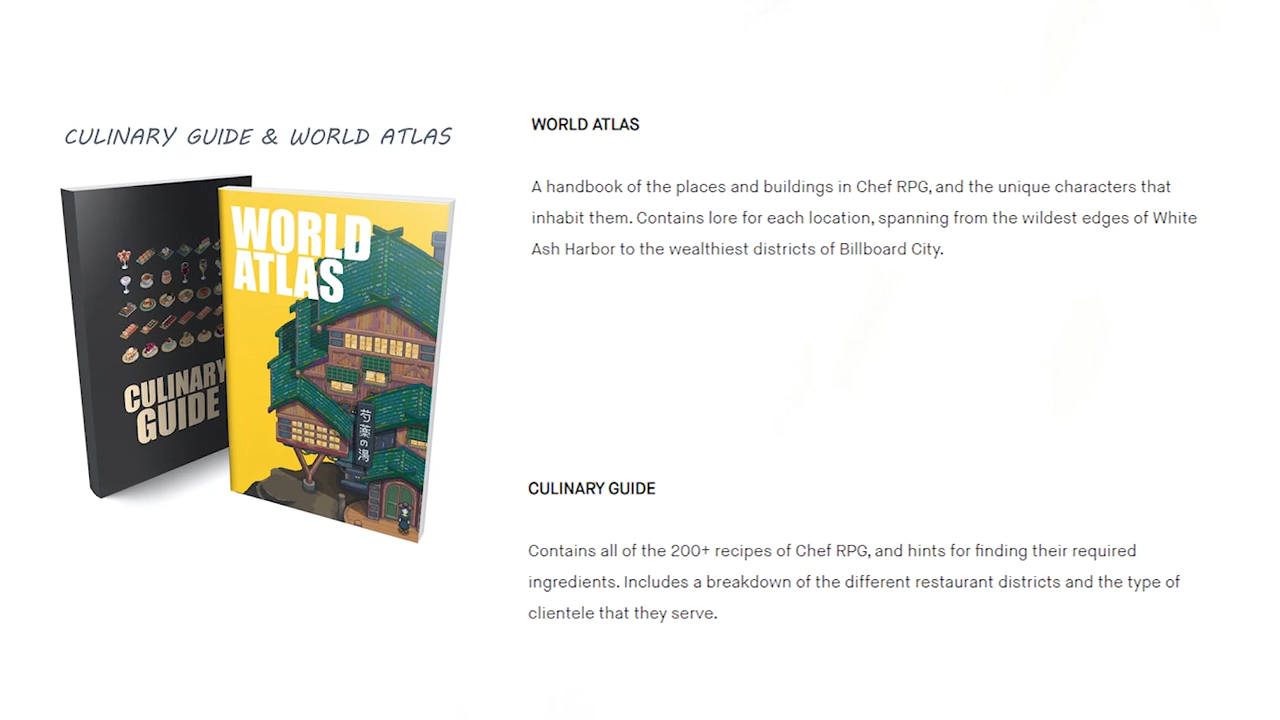 CULINARY GUIDE & WORLD ATLAS
CULINARY
GUIDE
WORLD
ATLAS
芍薬の湯
WORLD ATLAS
A handbook of the places and buildings in Chef RPG, and the unique characters that
inhabit them. Contains lore for each location, spanning from the wildest edges of White
Ash Harbor to the wealthiest districts of Billboard City.
CULINARY GUIDE
Contains all of the 200+ recipes of Chef RPG, and hints for finding their required
ingredients. Includes a breakdown of the different restaurant districts and the type of
clientele that they serve.